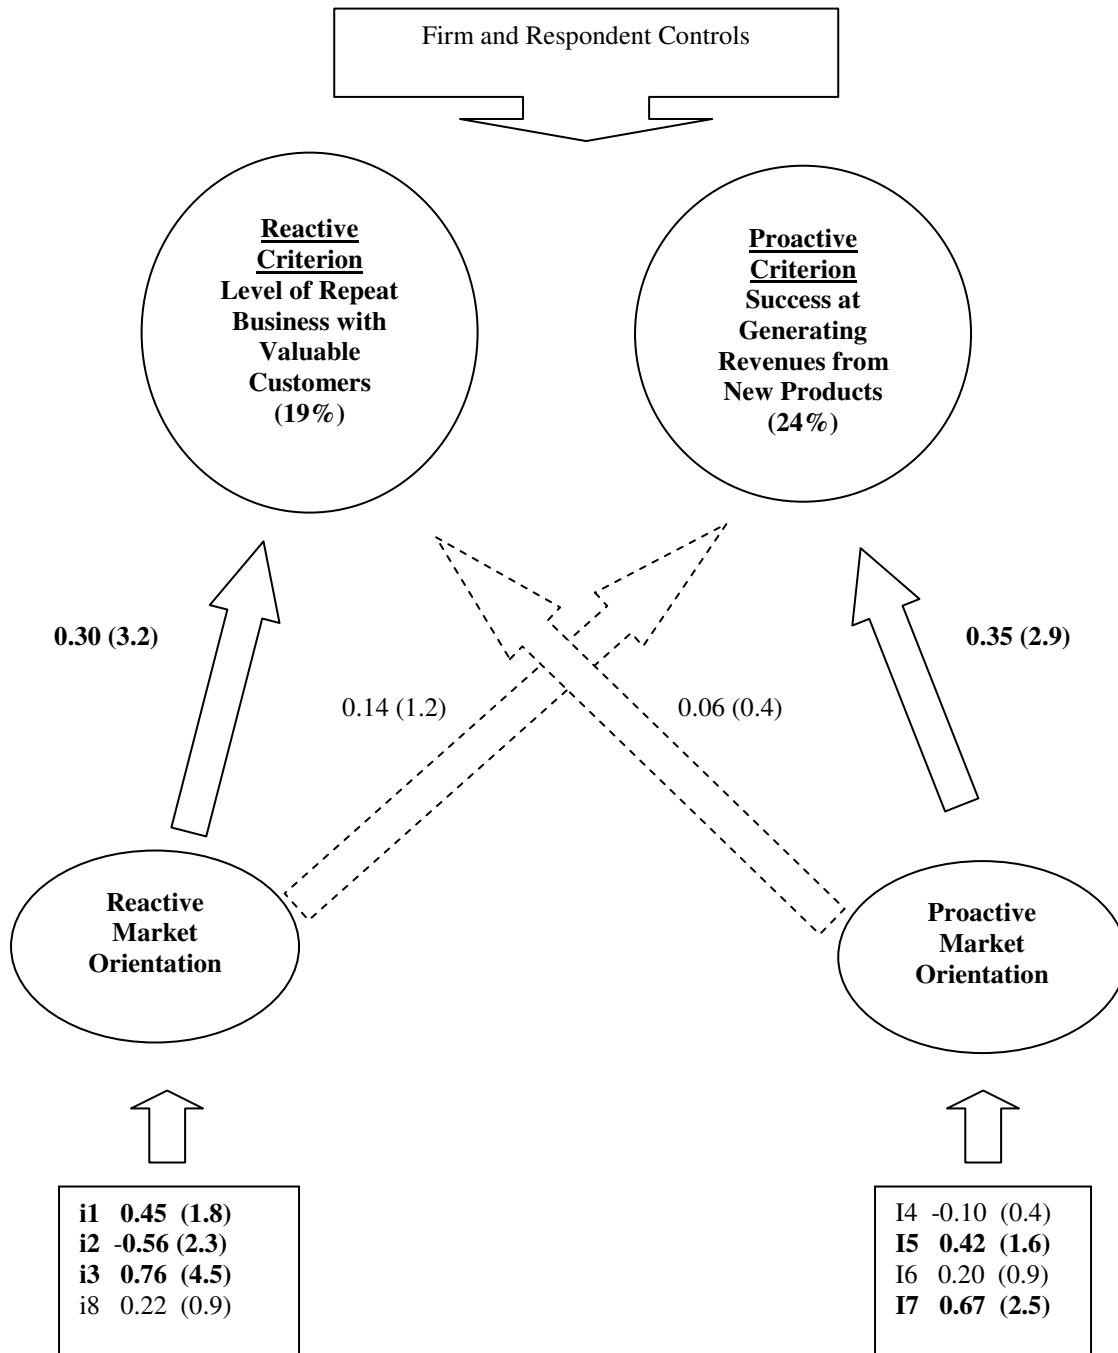 Firm and Respondent Controls
Reactive
Criterion
Level of Repeat
Business with
Valuable
Customers
(19%)
Proactive
Criterion
Success at
Generating
Revenues from
New Products
(24%)
0.30 (3.2)
0.14 (1.2)
0.06 (0.4)
0.35 (2.9)
Reactive
Market
Orientation
Proactive
Market
Orientation
i1 0.45 (1.8)
i2 -0.56 (2.3)
i3 0.76 (4.5)
i8 0.22 (0.9)
I4 -0.10 (0.4)
I5 0.42 (1.6)
I6 0.20 (0.9)
I7 0.67 (2.5)